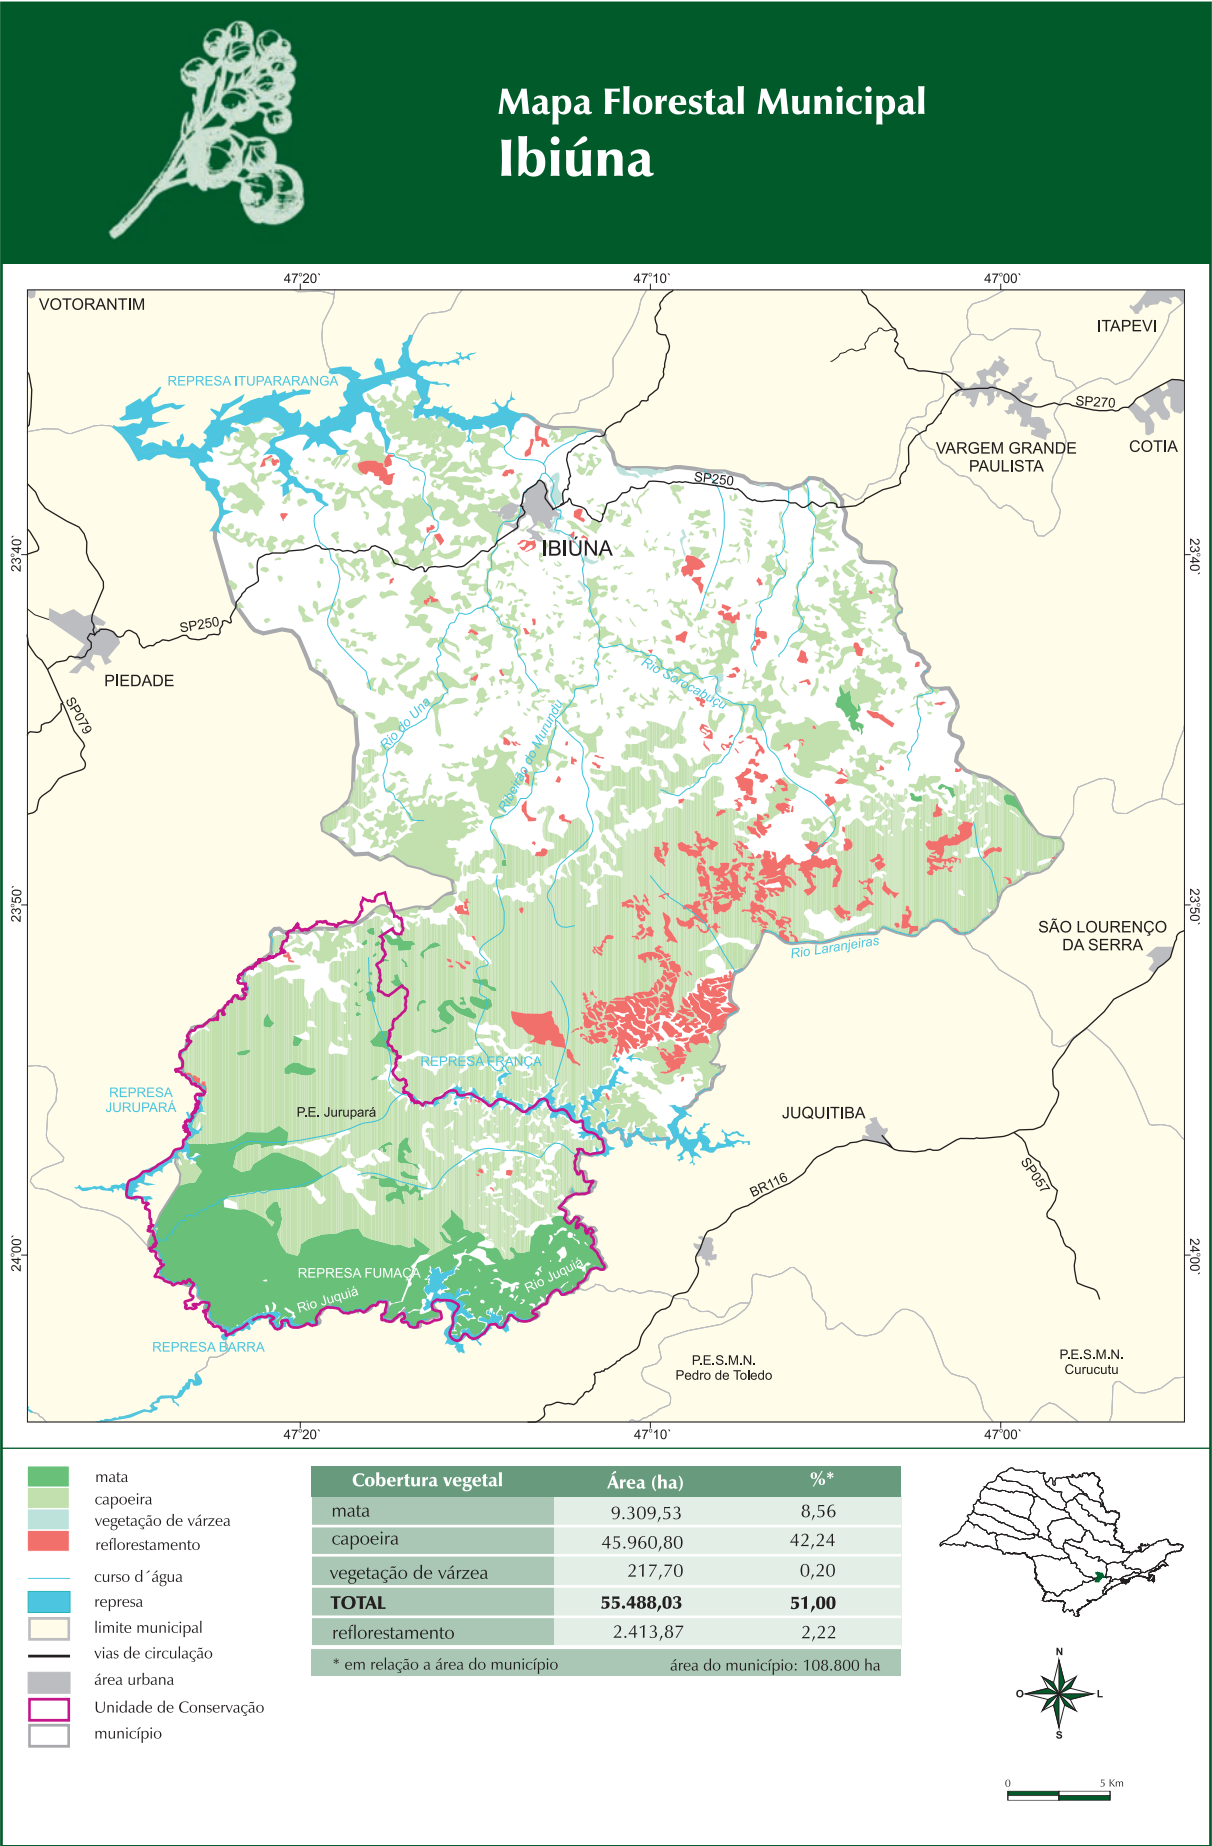 Mapa Florestal Municipal
Ibiúna
47°20`
47°10`
47°00`
VOTORANTIM
ITAPEVI
REPRESA ITUPARARANGA
SP270
VARGEM GRANDE
PAULISTA
COTIA
SP250
IBIÚNA
23°40`
23°40`
SP250
PIEDADE
SP079
Rio Sorocabuçu
Rio do Una
Ribeirão do Murundu
23°50`
23°50`
SÃO LOURENÇO
DA SERRA
Rio Laranjeiras
REPRESA FRANÇA
REPRESA
JURUPARÁ
P.E. Jurupará
JUQUITIBA
SP057
BR116
24°00`
24°00`
REPRESA FUMAÇA
Rio Juquiá
Rio Juquiá
REPRESA BARRA
P.E.S.M.N.
Pedro de Toledo
P.E.S.M.N.
Curucutu
47°20`
47°10`
47°00`
mata
capoeira
vegetação de várzea
reflorestamento
curso d´água
represa
limite municipal
vias de circulação
área urbana
Unidade de Conservação
município
Cobertura vegetal Área (ha) %*
mata 9.309,53 8,56
capoeira 45.960,80 42,24
vegetação de várzea 217,70 0,20
TOTAL 55.488,03 51,00
reflorestamento 2.413,87 2,22
* em relação a área do município área do município: 108.800 ha
N
O L
S
0 5 Km